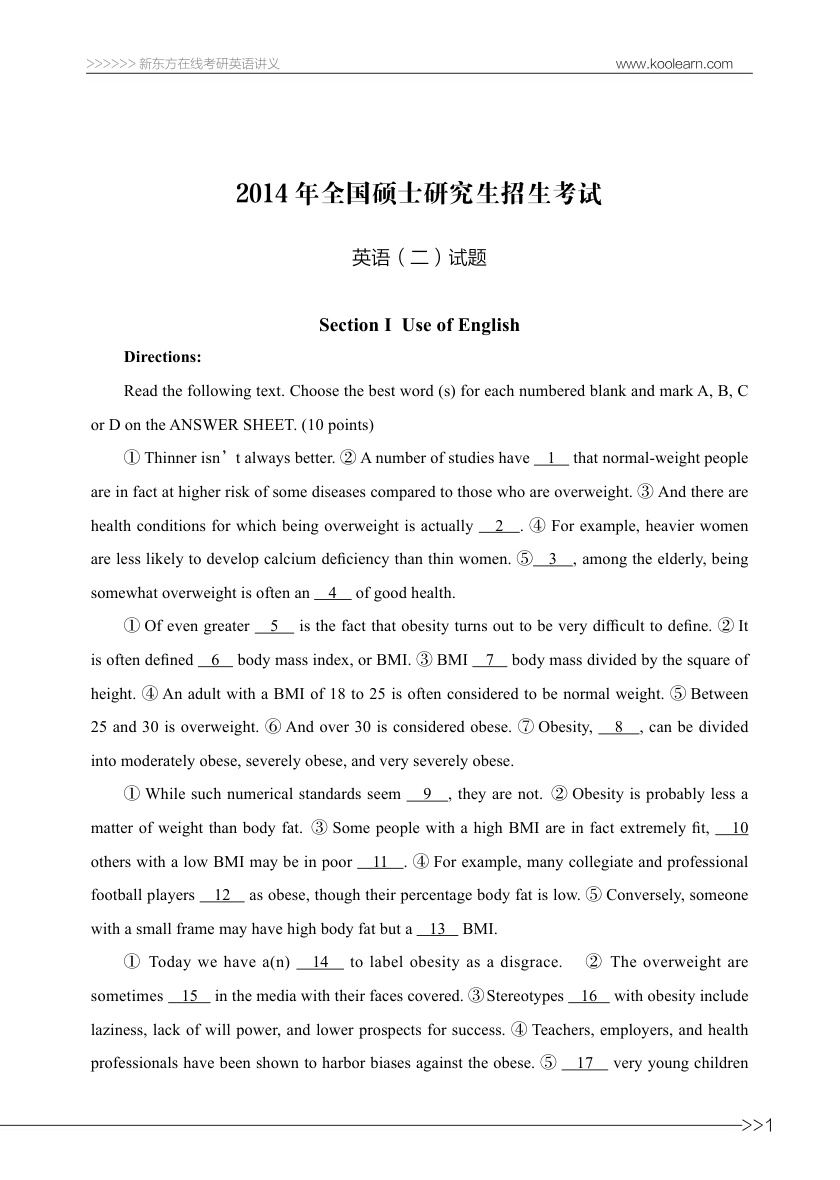 >>>>>> 新东方在线考研英语讲义 www.koolearn.com
2014 年全国硕士研究生招生考试
英语（二）试题
Section I Use of English
Directions:
Read the following text. Choose the best word (s) for each numbered blank and mark A, B, C
or D on the ANSWER SHEET. (10 points)
① Thinner isn’t always better. ② A number of studies have __1__ that normal-weight people
are in fact at higher risk of some diseases compared to those who are overweight. ③ And there are
health conditions for which being overweight is actually __2__. ④ For example, heavier women
are less likely to develop calcium deficiency than thin women. ⑤ __3__, among the elderly, being
somewhat overweight is often an __4__ of good health.
① Of even greater __5__ is the fact that obesity turns out to be very difficult to define. ② It
is often defined __6__ body mass index, or BMI. ③ BMI __7__ body mass divided by the square of
height. ④ An adult with a BMI of 18 to 25 is often considered to be normal weight. ⑤ Between
25 and 30 is overweight. ⑥ And over 30 is considered obese. ⑦ Obesity, __8__, can be divided
into moderately obese, severely obese, and very severely obese.
① While such numerical standards seem __9__, they are not. ② Obesity is probably less a
matter of weight than body fat. ③ Some people with a high BMI are in fact extremely fit, __10
others with a low BMI may be in poor __11__. ④ For example, many collegiate and professional
football players __12__ as obese, though their percentage body fat is low. ⑤ Conversely, someone
with a small frame may have high body fat but a __13__ BMI.
① Today we have a(n) __14__ to label obesity as a disgrace. ② The overweight are
sometimes __15__ in the media with their faces covered. ③ Stereotypes __16__ with obesity include
laziness, lack of will power, and lower prospects for success. ④ Teachers, employers, and health
professionals have been shown to harbor biases against the obese. ⑤ __17__ very young children
>>1